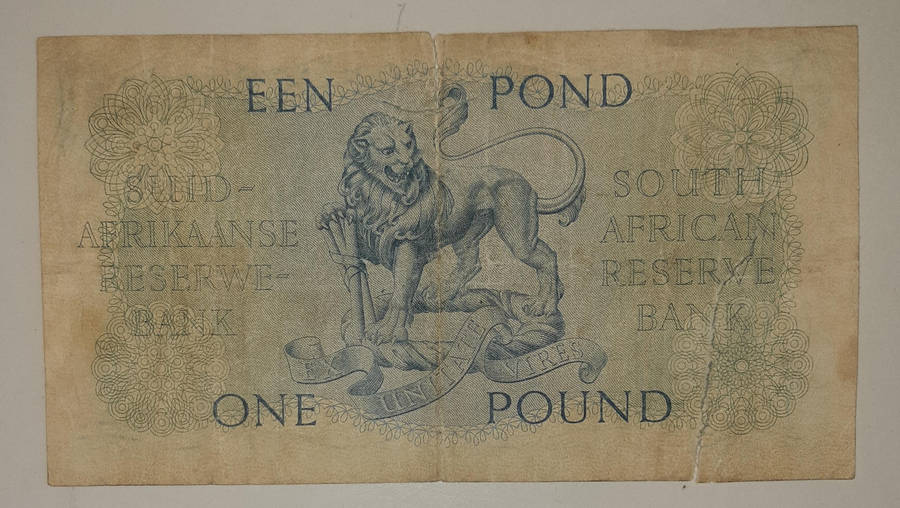 EEN POND
SUID-
AFRIKAANSE
RESERWE-
BANK
SOUTH
AFRICAN
RESERVE
BANK
EX UNITATE VIRES
ONE POUND